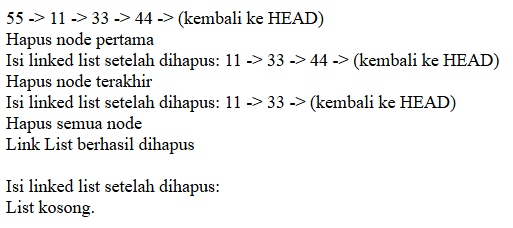 55 -> 11 -> 33 -> 44 -> (kembali ke HEAD)
Hapus node pertama
Isi linked list setelah dihapus: 11 -> 33 -> 44 -> (kembali ke HEAD)
Hapus node terakhir
Isi linked list setelah dihapus: 11 -> 33 -> (kembali ke HEAD)
Hapus semua node
Link List berhasil dihapus
Isi linked list setelah dihapus:
List kosong.